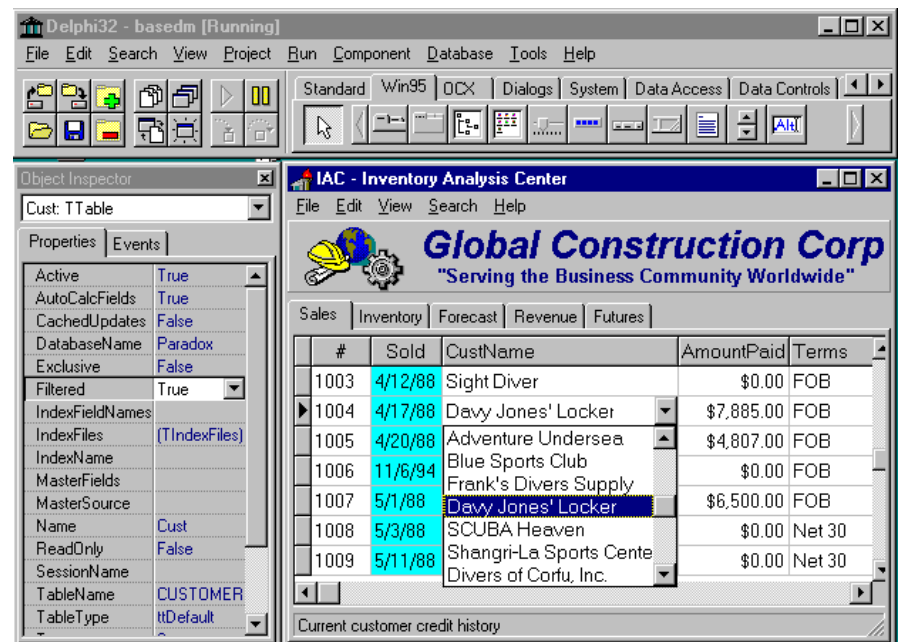 Delphi32 - basedm [Running]
File Edit Search View Project Run Component Database Tools Help
Standard Win95 OCX Dialogs System Data Access Data Controls
Object Inspector
Cust: TTable
Properties Events
Active True
AutoCalcFields True
CachedUpdates False
DatabaseName Paradox
Exclusive False
Filtered True
IndexFieldNames
IndexFiles (TIndexFiles)
IndexName
MasterFields
MasterSource
Name Cust
ReadOnly False
SessionName
TableName CUSTOMER
TableType ttDefault
IAC - Inventory Analysis Center
File Edit View Search Help
Global Construction Corp
"Serving the Business Community Worldwide"
Sales Inventory Forecast Revenue Futures
# Sold CustName AmountPaid Terms
1003 4/12/88 Sight Diver $0.00 FOB
1004 4/17/88 Davy Jones' Locker $7,885.00 FOB
1005 4/20/88 $4,807.00 FOB
1006 11/6/94 $0.00 FOB
1007 5/1/88 $6,500.00 FOB
1008 5/3/88 $0.00 Net 30
1009 5/11/88 $0.00 Net 30
Adventure Undersea
Blue Sports Club
Frank's Divers Supply
Davy Jones' Locker
SCUBA Heaven
Shangri-La Sports Cente
Divers of Corfu, Inc.
Current customer credit history